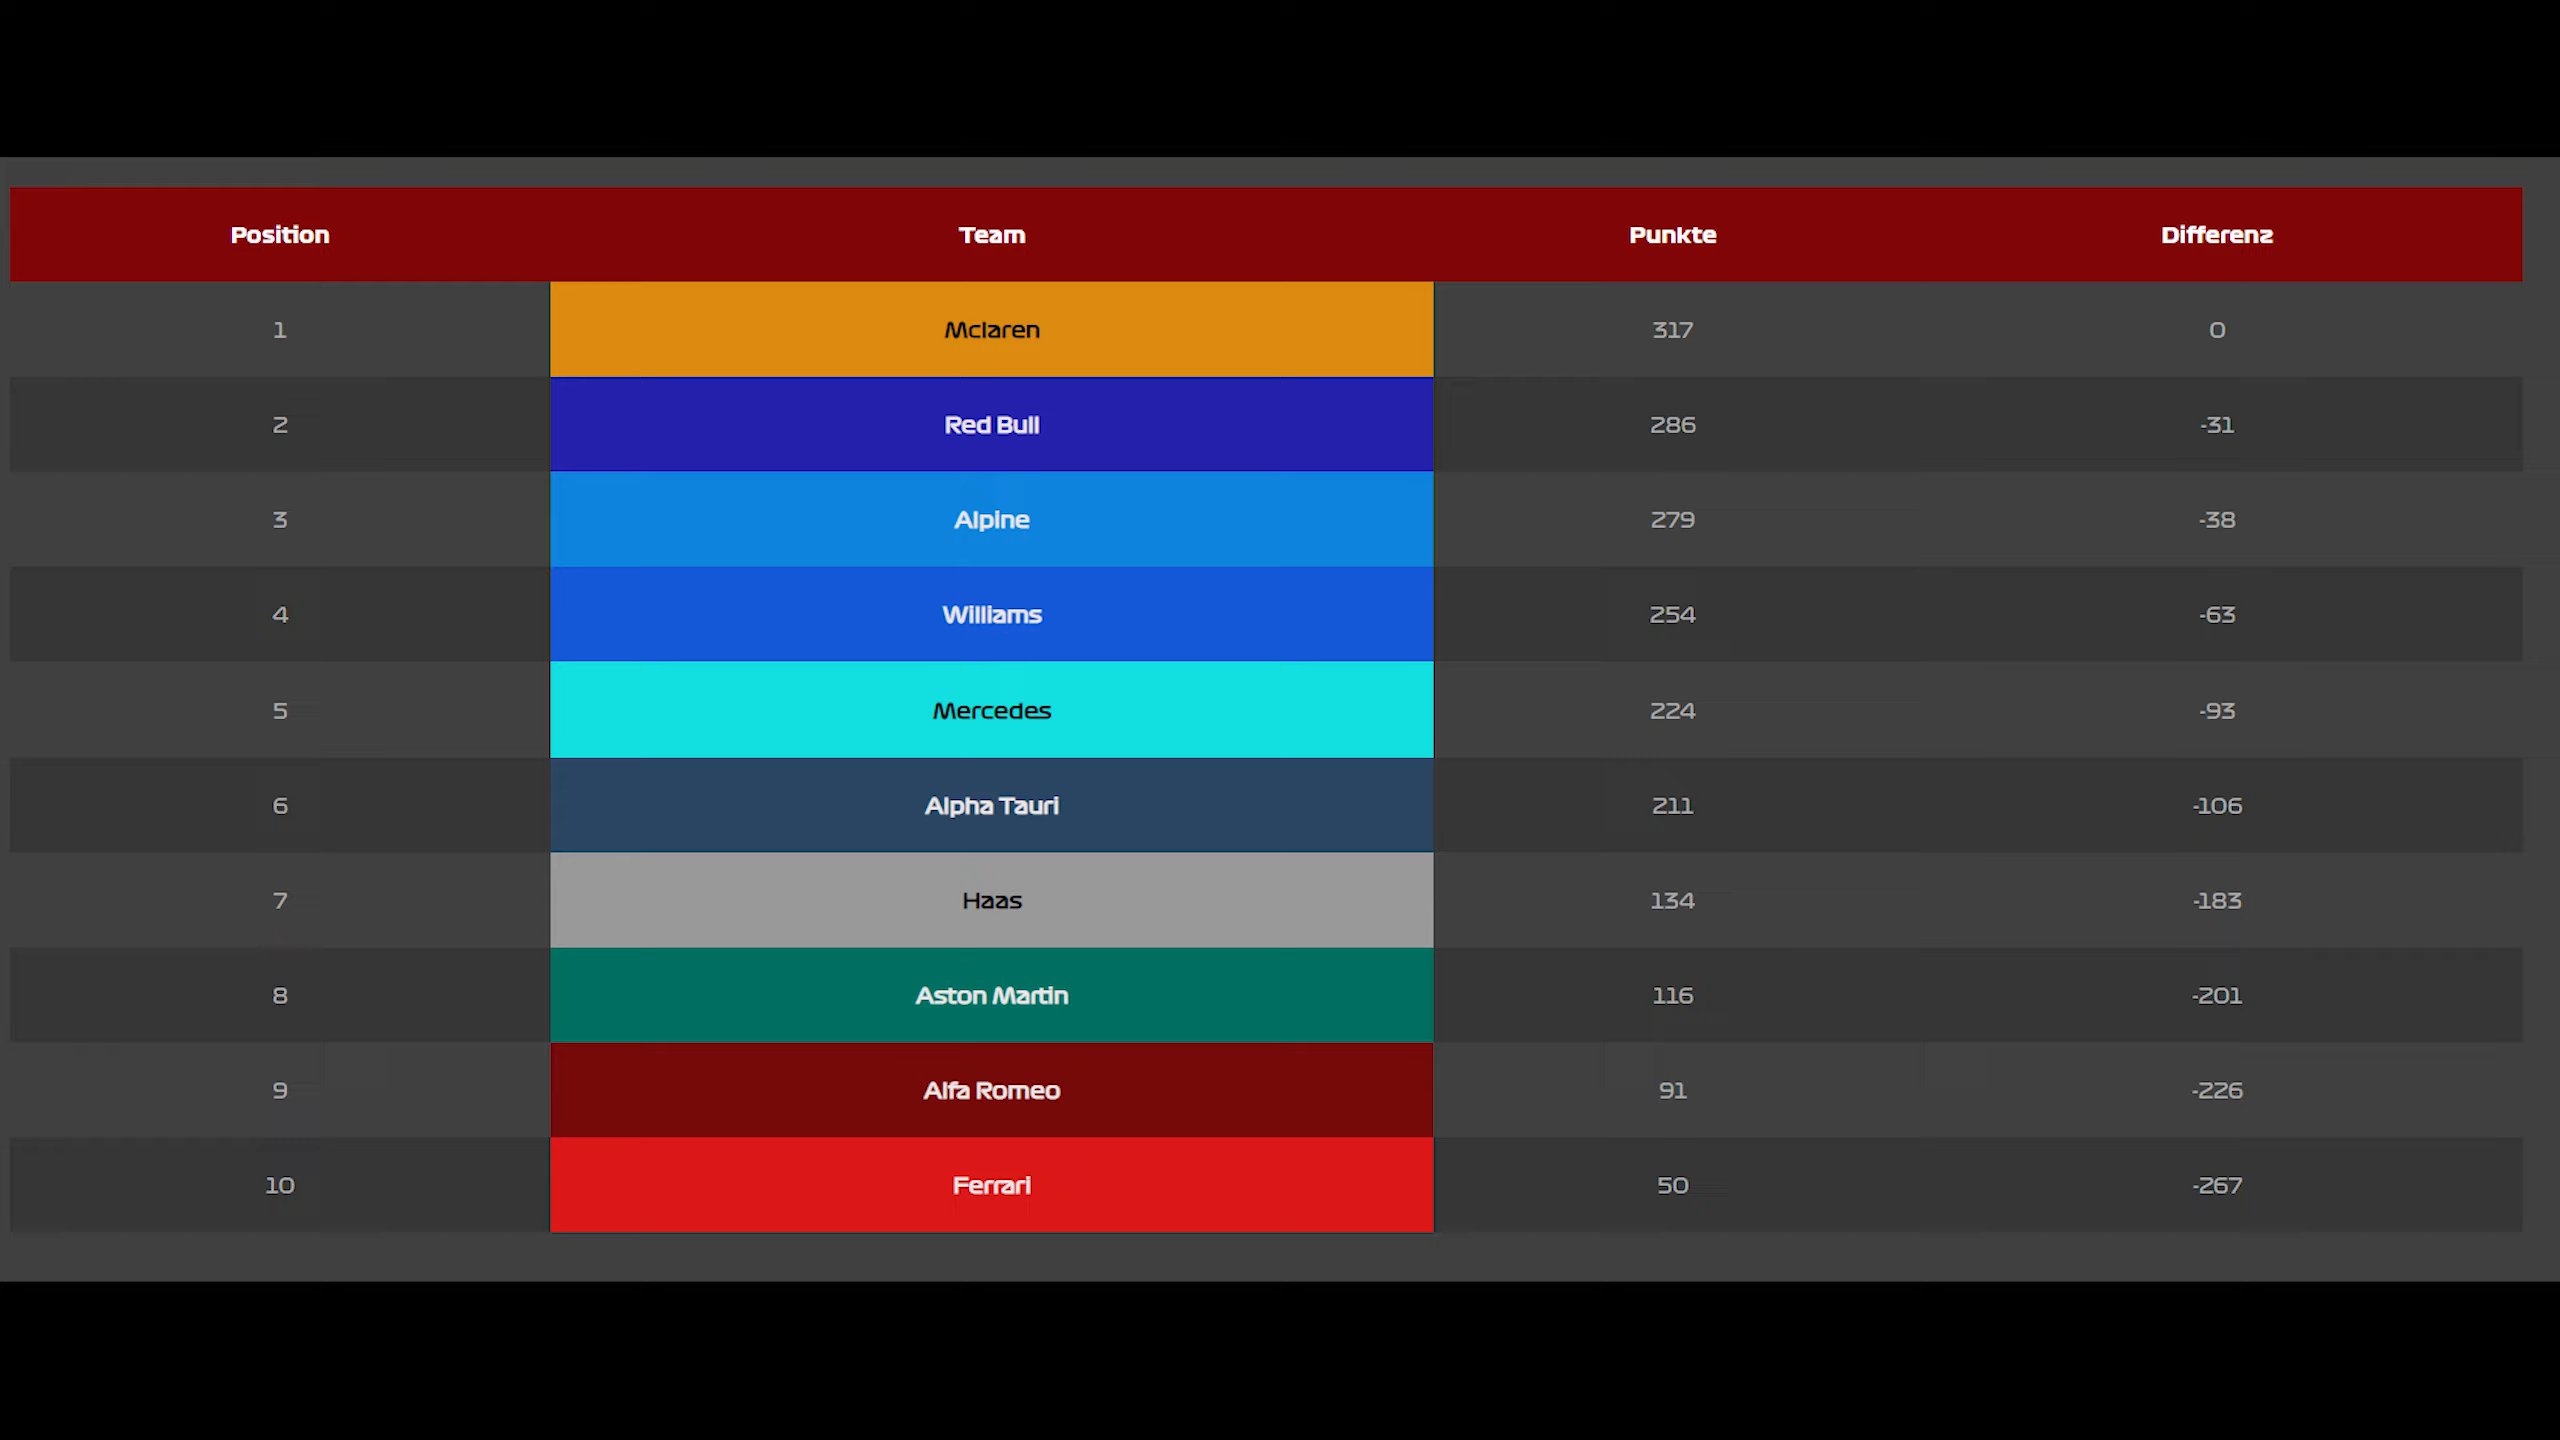 Position Team Punkte Differenz
1 Mclaren 317 0
2 Red Bull 286 -31
3 Alpine 279 -38
4 Williams 254 -63
5 Mercedes 224 -93
6 Alpha Tauri 211 -106
7 Haas 134 -183
8 Aston Martin 116 -201
9 Alfa Romeo 91 -226
10 Ferrari 50 -267